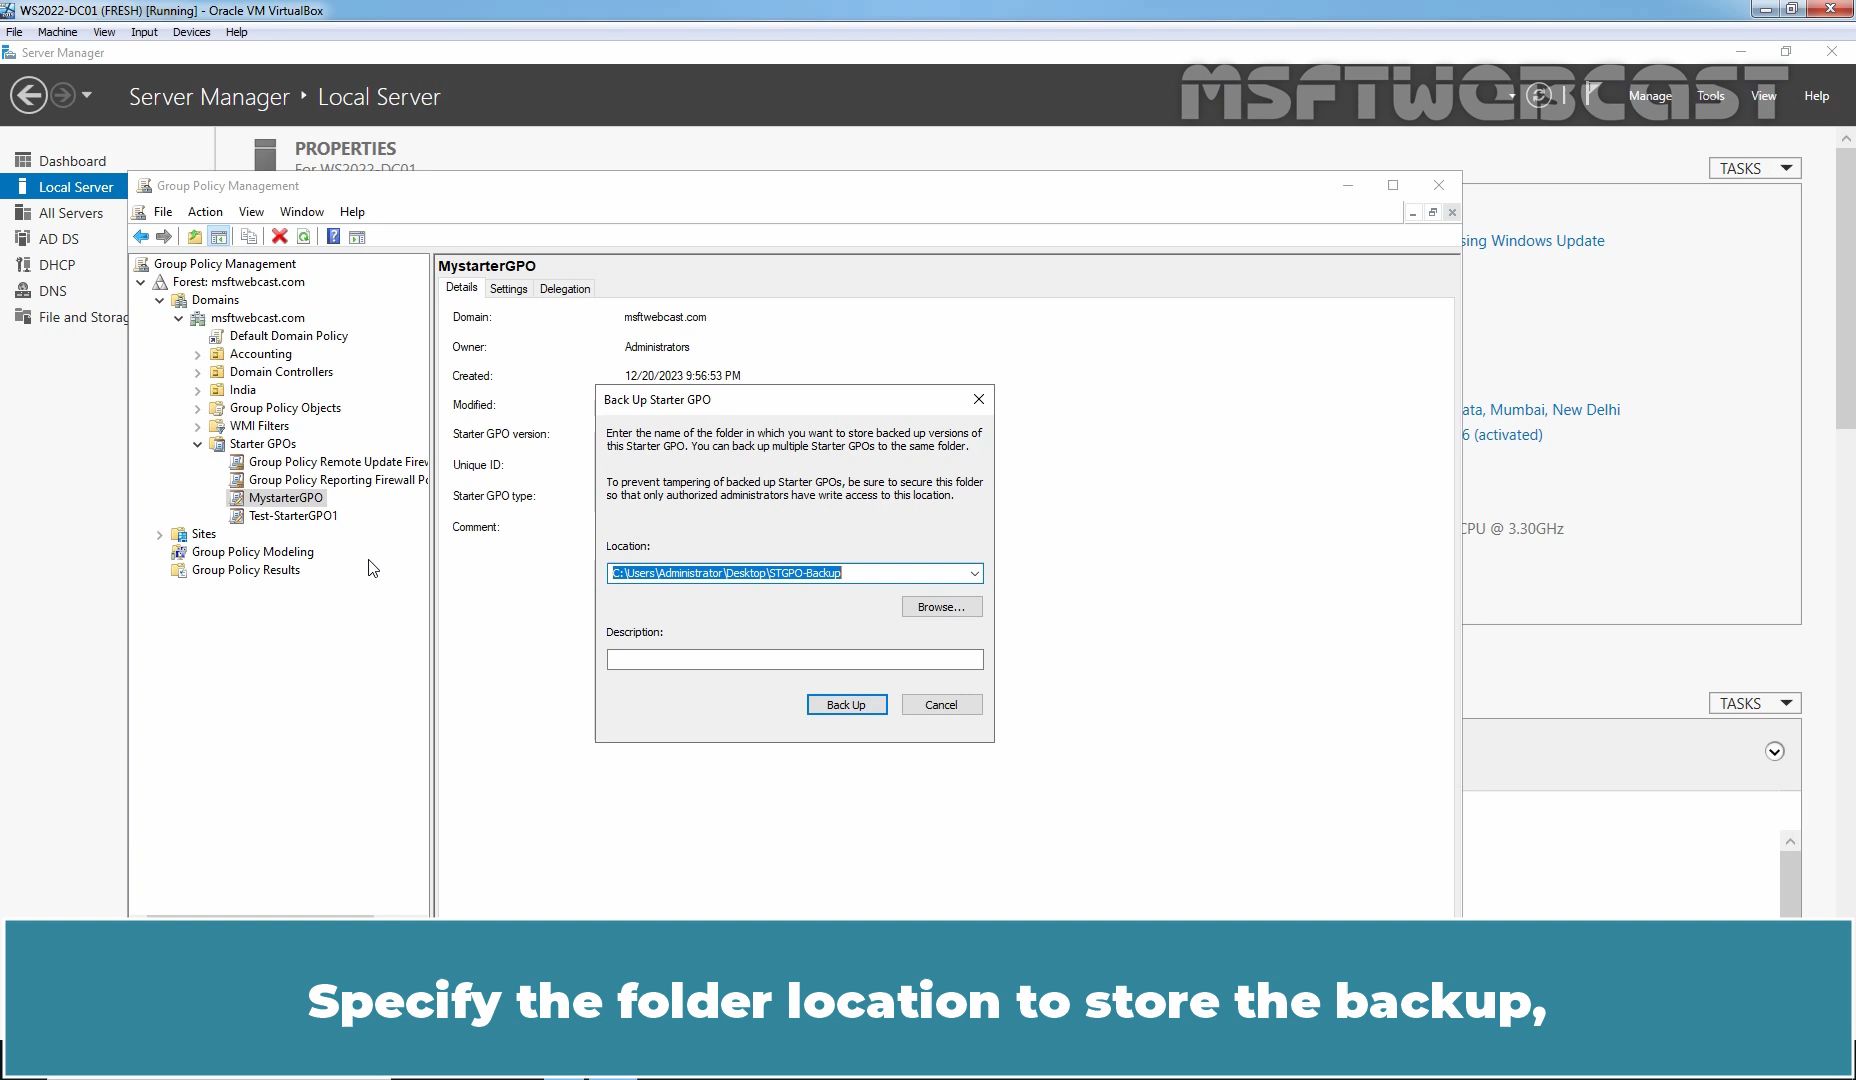 WS2022-DC01 (FRESH) [Running] - Oracle VM VirtualBox
File Machine View Input Devices Help
Server Manager
Server Manager ‣ Local Server
MSFTWEBCAST
Manage Tools View Help
Dashboard
Local Server
All Servers
AD DS
DHCP
DNS
File and Storag
PROPERTIES
For WS2022-DC01
TASKS
Group Policy Management
File Action View Window Help
Group Policy Management
Forest: msftwebcast.com
Domains
msftwebcast.com
Default Domain Policy
Accounting
Domain Controllers
India
Group Policy Objects
WMI Filters
Starter GPOs
Group Policy Remote Update Firew
Group Policy Reporting Firewall Po
MystarterGPO
Test-StarterGPO1
Sites
Group Policy Modeling
Group Policy Results
MystarterGPO
Details Settings Delegation
Domain: msftwebcast.com
Owner: Administrators
Created: 12/20/2023 9:56:53 PM
Modified:
Starter GPO version:
Unique ID:
Starter GPO type:
Comment:
Back Up Starter GPO
Enter the name of the folder in which you want to store backed up versions of
this Starter GPO. You can back up multiple Starter GPOs to the same folder.
To prevent tampering of backed up Starter GPOs, be sure to secure this folder
so that only authorized administrators have write access to this location.
Location:
C:\Users\Administrator\Desktop\STGPO-Backup
Browse...
Description:
Back Up Cancel
sing Windows Update
ata, Mumbai, New Delhi
6 (activated)
CPU @ 3.30GHz
TASKS
Specify the folder location to store the backup,